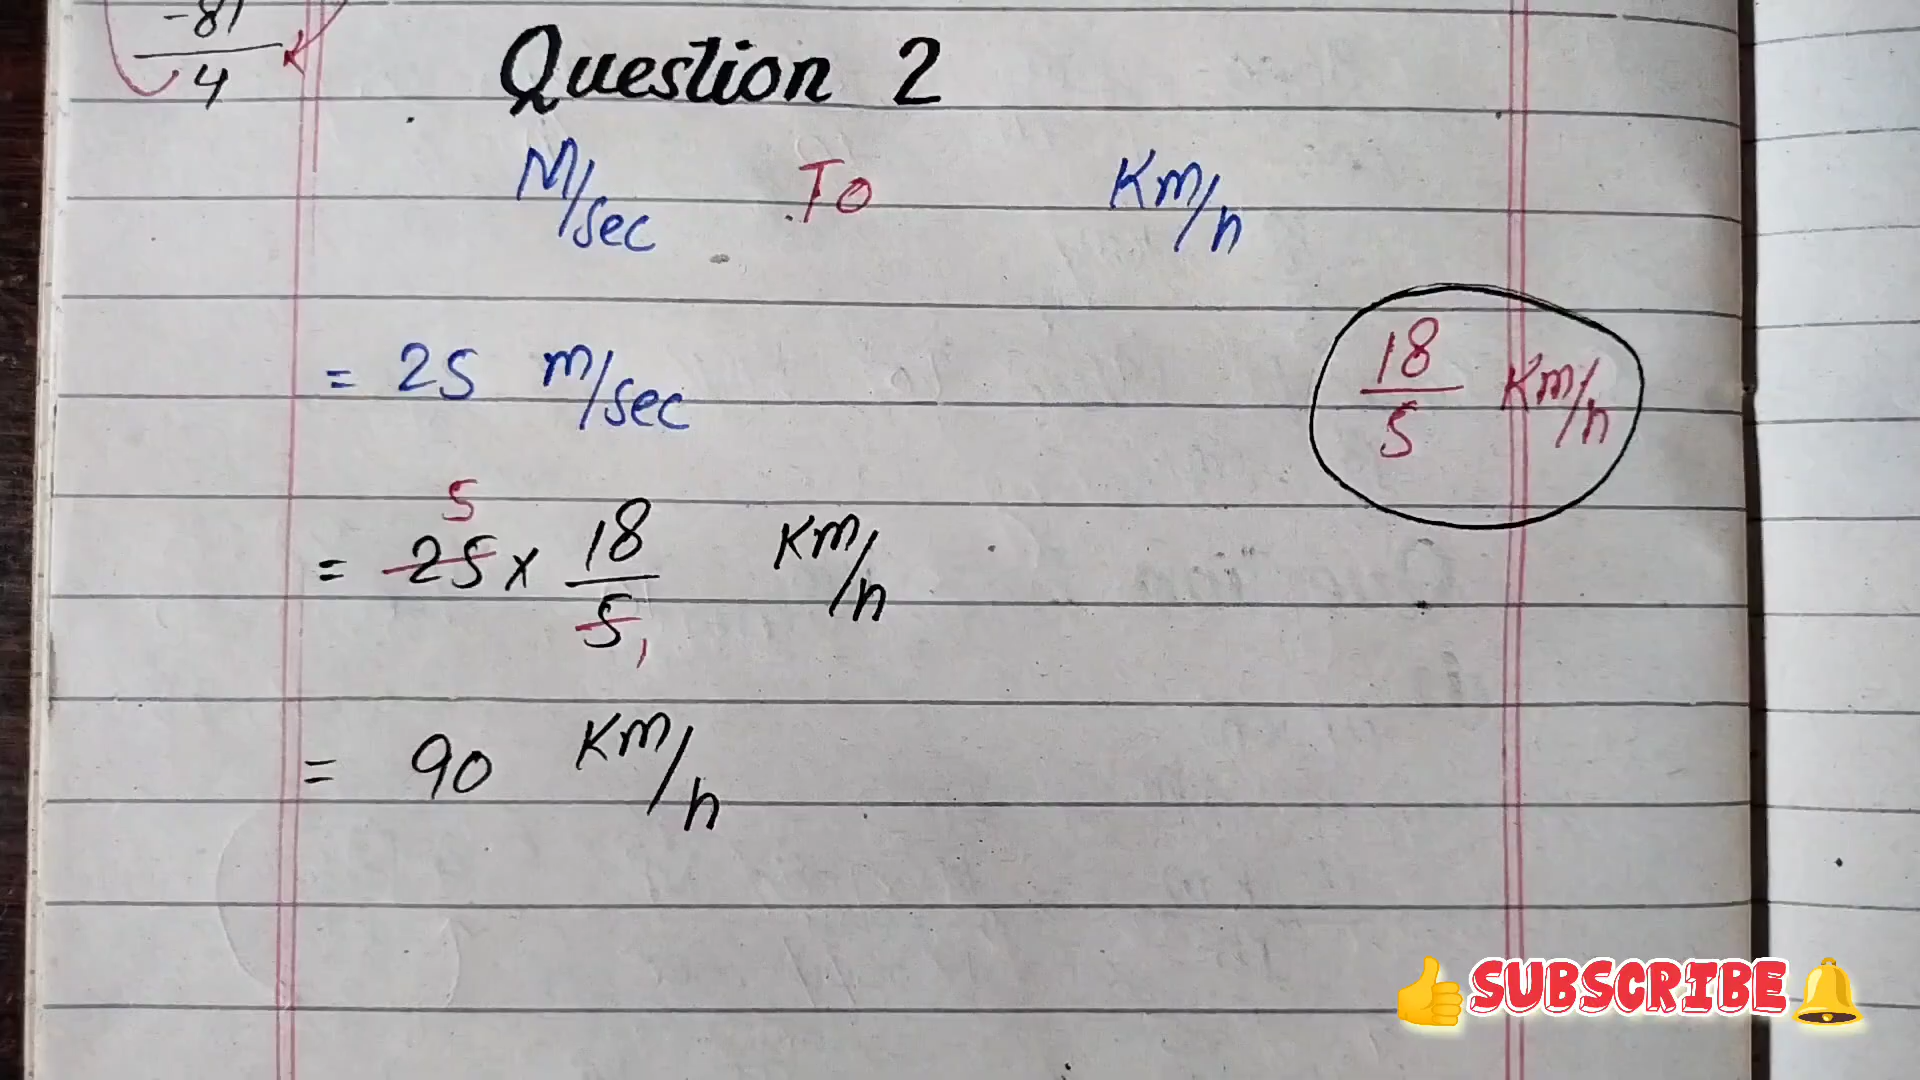 -81
4
Question 2
M/sec To Km/h
= 25 m/sec
18/5 Km/h
5
= 25 x 18/5 Km/h
1
= 90 Km/h
👍SUBSCRIBE🔔